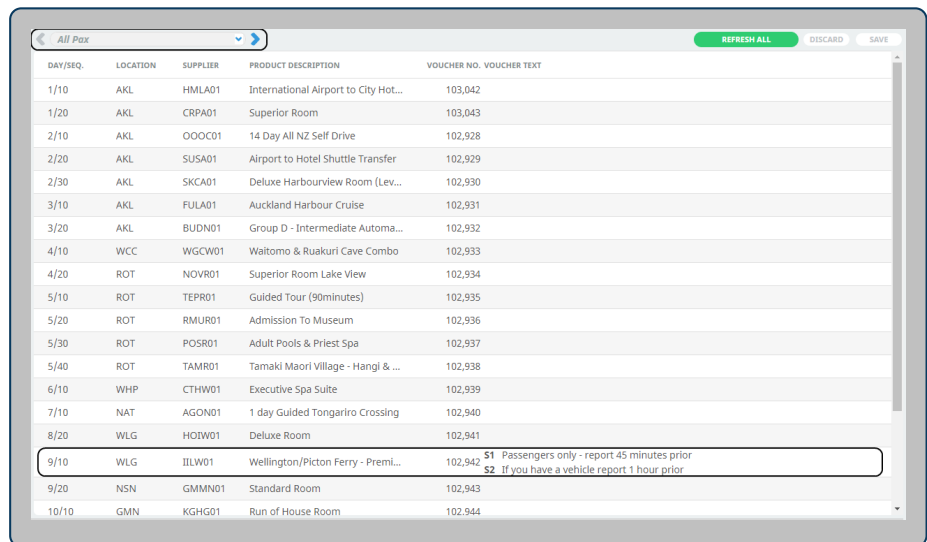 All Pax
REFRESH ALL DISCARD SAVE
DAY/SEQ. LOCATION SUPPLIER PRODUCT DESCRIPTION VOUCHER NO. VOUCHER TEXT
1/10 AKL HMLA01 International Airport to City Hot... 103,042
1/20 AKL CRPA01 Superior Room 103,043
2/10 AKL OOOC01 14 Day All NZ Self Drive 102,928
2/20 AKL SUSA01 Airport to Hotel Shuttle Transfer 102,929
2/30 AKL SKCA01 Deluxe Harbourview Room (Lev... 102,930
3/10 AKL FULA01 Auckland Harbour Cruise 102,931
3/20 AKL BUDN01 Group D - Intermediate Automa... 102,932
4/10 WCC WGCW01 Waitomo & Ruakuri Cave Combo 102,933
4/20 ROT NOVR01 Superior Room Lake View 102,934
5/10 ROT TEPR01 Guided Tour (90minutes) 102,935
5/20 ROT RMUR01 Admission To Museum 102,936
5/30 ROT POSR01 Adult Pools & Priest Spa 102,937
5/40 ROT TAMR01 Tamaki Maori Village - Hangi & ... 102,938
6/10 WHP CTHW01 Executive Spa Suite 102,939
7/10 NAT AGON01 1 day Guided Tongariro Crossing 102,940
8/20 WLG HOIW01 Deluxe Room 102,941
9/10 WLG IILW01 Wellington/Picton Ferry - Premi... 102,942 S1 Passengers only - report 45 minutes prior
S2 If you have a vehicle report 1 hour prior
9/20 NSN GMMN01 Standard Room 102,943
10/10 GMN KGHG01 Run of House Room 102,944